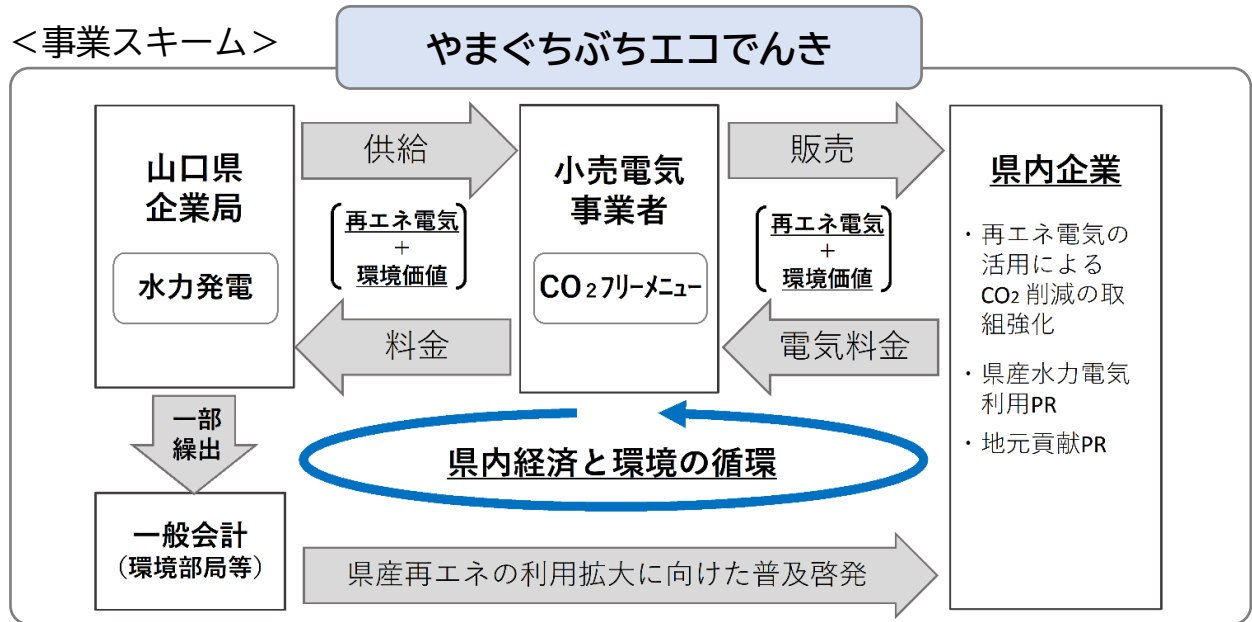 ＜事業スキーム＞
やまぐちぶちエコでんき
山口県
企業局
水力発電
供給
再エネ電気
+
環境価値
料金
小売電気
事業者
CO₂フリーメニュー
販売
再エネ電気
+
環境価値
電気料金
県内企業
・再エネ電気の
活用による
CO₂削減の取
組強化
・県産水力電気
利用PR
・地元貢献PR
一部
繰出
県内経済と環境の循環
一般会計
（環境部局等）
県産再エネの利用拡大に向けた普及啓発